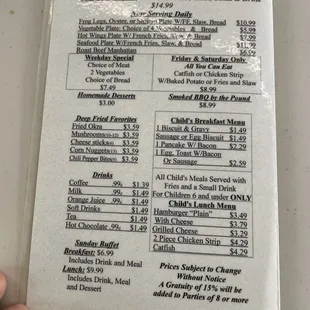 $14.99
Now Serving Daily
Frog Legs, Oyster, or Shrimp Plate W/F.F. Slaw, Bread $10.99
Vegetable Plate: Choice of 4 Vegetables & Bread $5.99
Hot Wings Plate W/ French Fries, Slaw, & Bread $7.99
Seafood Plate W/French Fries, Slaw & Bread
Roast Beef Manhattan $6.59
Weekday Special
Choice of Meat
2 Vegetables
Choice of Bread
$7.49
Friday & Saturday Only
All You Can Eat
Catfish or Chicken Strip
W/Baked Potato or Fries and Slaw
$8.99
Homemade Desserts
$3.00
Smoked BBQ by the Pound
$8.99
Deep Fried Favorites
Fried Okra $3.59
Mushrooms(10-12) $3.59
Cheese sticks(6) $3.59
Corn Nuggets(13) $3.59
Chili Pepper Bites $3.59
Drinks
Coffee .99 $1.39
Milk .99 $1.49
Orange Juice .99 $1.49
Soft Drinks $1.49
Tea $1.49
Hot Chocolate .99 $1.49
Sunday Buffet
Breakfast: $6.99
Includes Drink and Meal
Lunch: $9.99
Includes Drink, Meal
and Dessert
Child's Breakfast Menu
1 Biscuit & Gravy $1.49
Sausage or Egg Biscuit $1.49
1 Pancake W/ Bacon $2.29
1 Egg, Toast W/Bacon
Or Sausage $2.59
All Child's Meals Served with
Fries and a Small Drink
For Children 6 and under ONLY
Child's Lunch Menu
Hamburger "Plain" $3.49
With Cheese $3.79
Grilled Cheese $3.29
2 Piece Chicken Strip $4.29
Catfish $4.29
Prices Subject to Change
Without Notice
A Gratuity of 15% will be
added to Parties of 8 or more